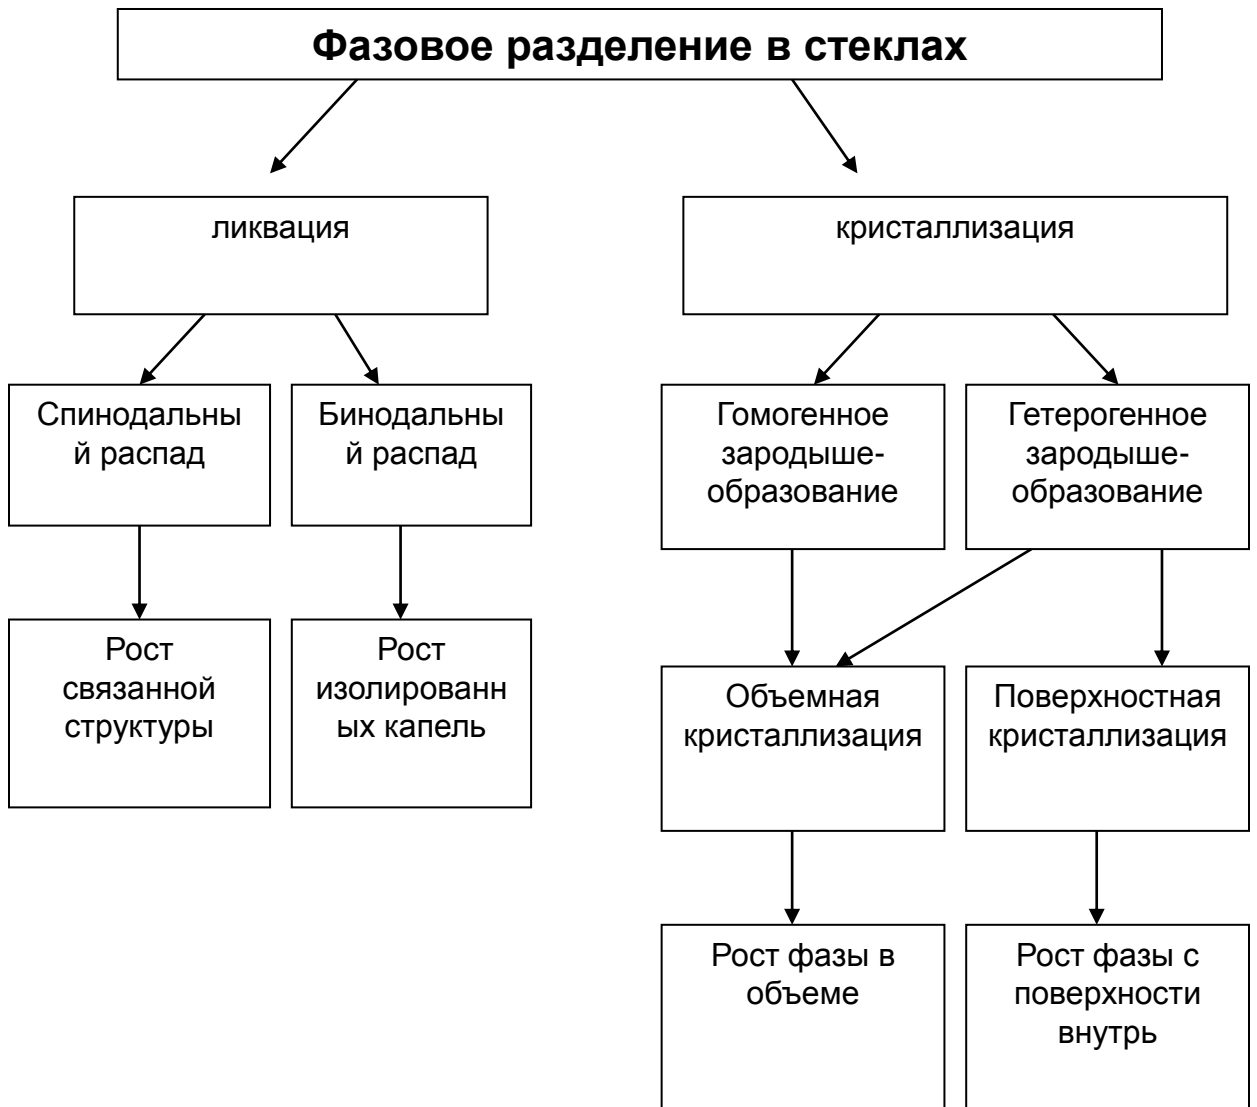 Фазовое разделение в стеклах
ликвация
кристаллизация
Спинодальны
й распад
Бинодальны
й распад
Гомогенное
зародыше-
образование
Гетерогенное
зародыше-
образование
Рост
связанной
структуры
Рост
изолированн
ых капель
Объемная
кристаллизация
Поверхностная
кристаллизация
Рост фазы в
объеме
Рост фазы с
поверхности
внутрь